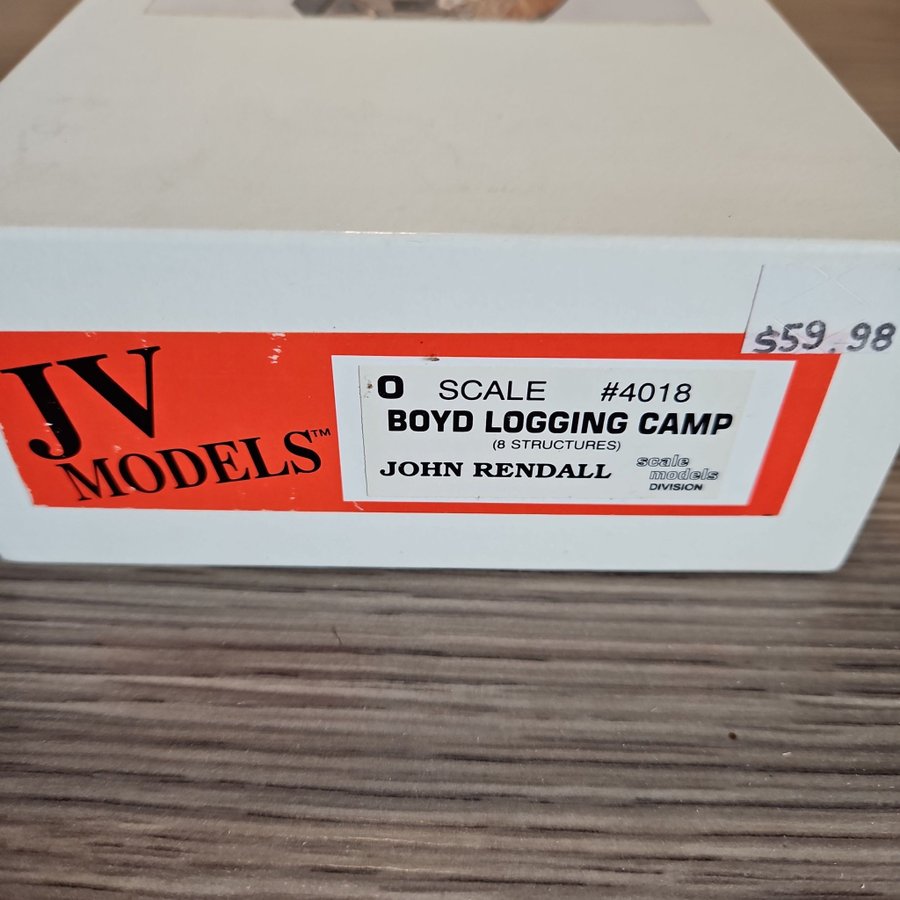 $59.98
JV
MODELS™
O SCALE #4018
BOYD LOGGING CAMP
(8 STRUCTURES)
JOHN RENDALL
scale
models
DIVISION